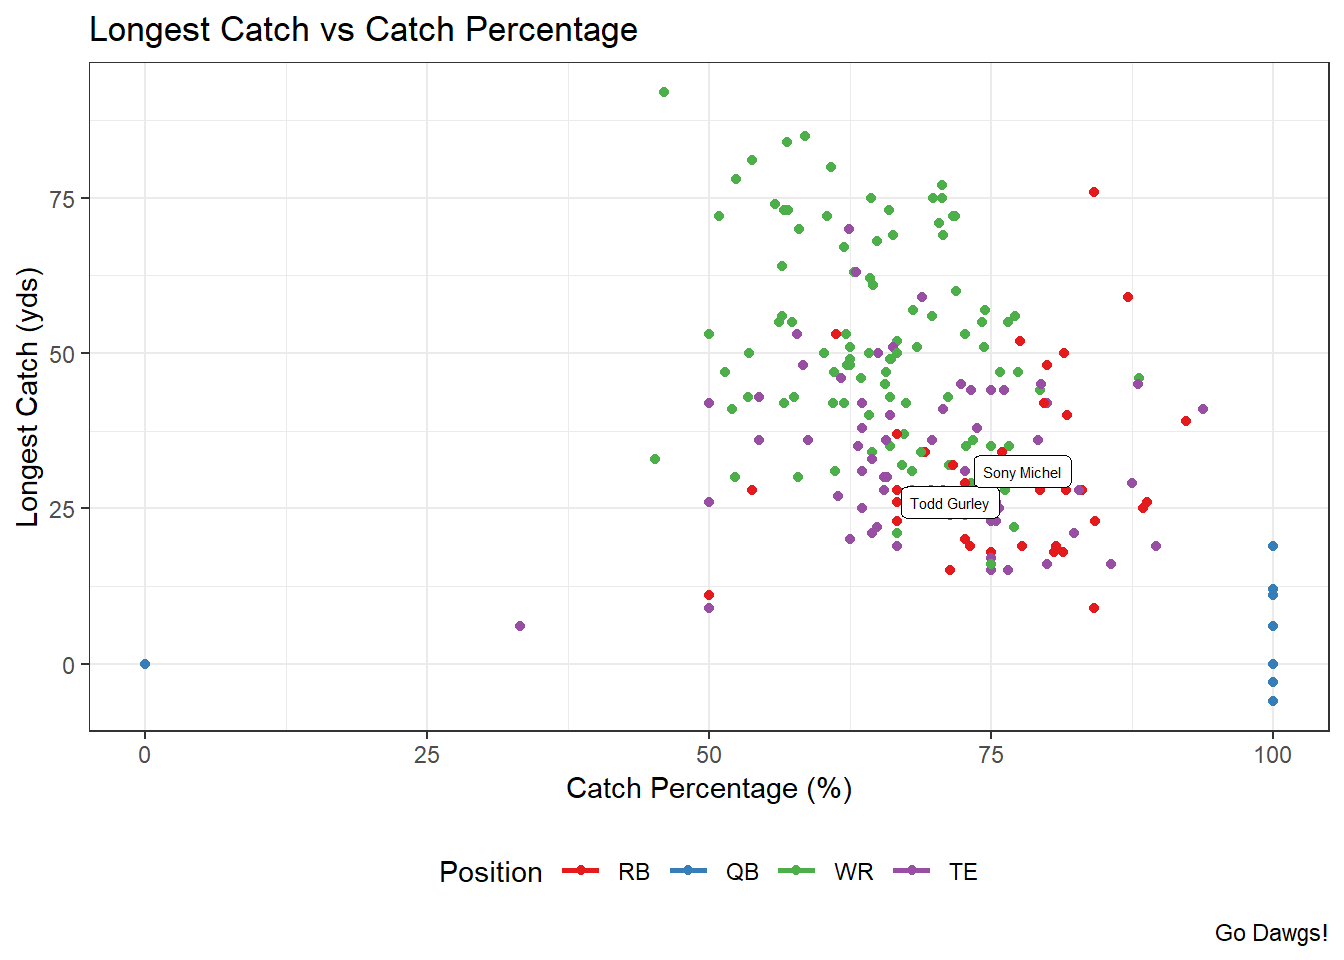 Longest Catch vs Catch Percentage
Longest Catch (yds)
75
50
25
0
Sony Michel
Todd Gurley
0 25 50 75 100
Catch Percentage (%)
Position RB QB WR TE
Go Dawgs!